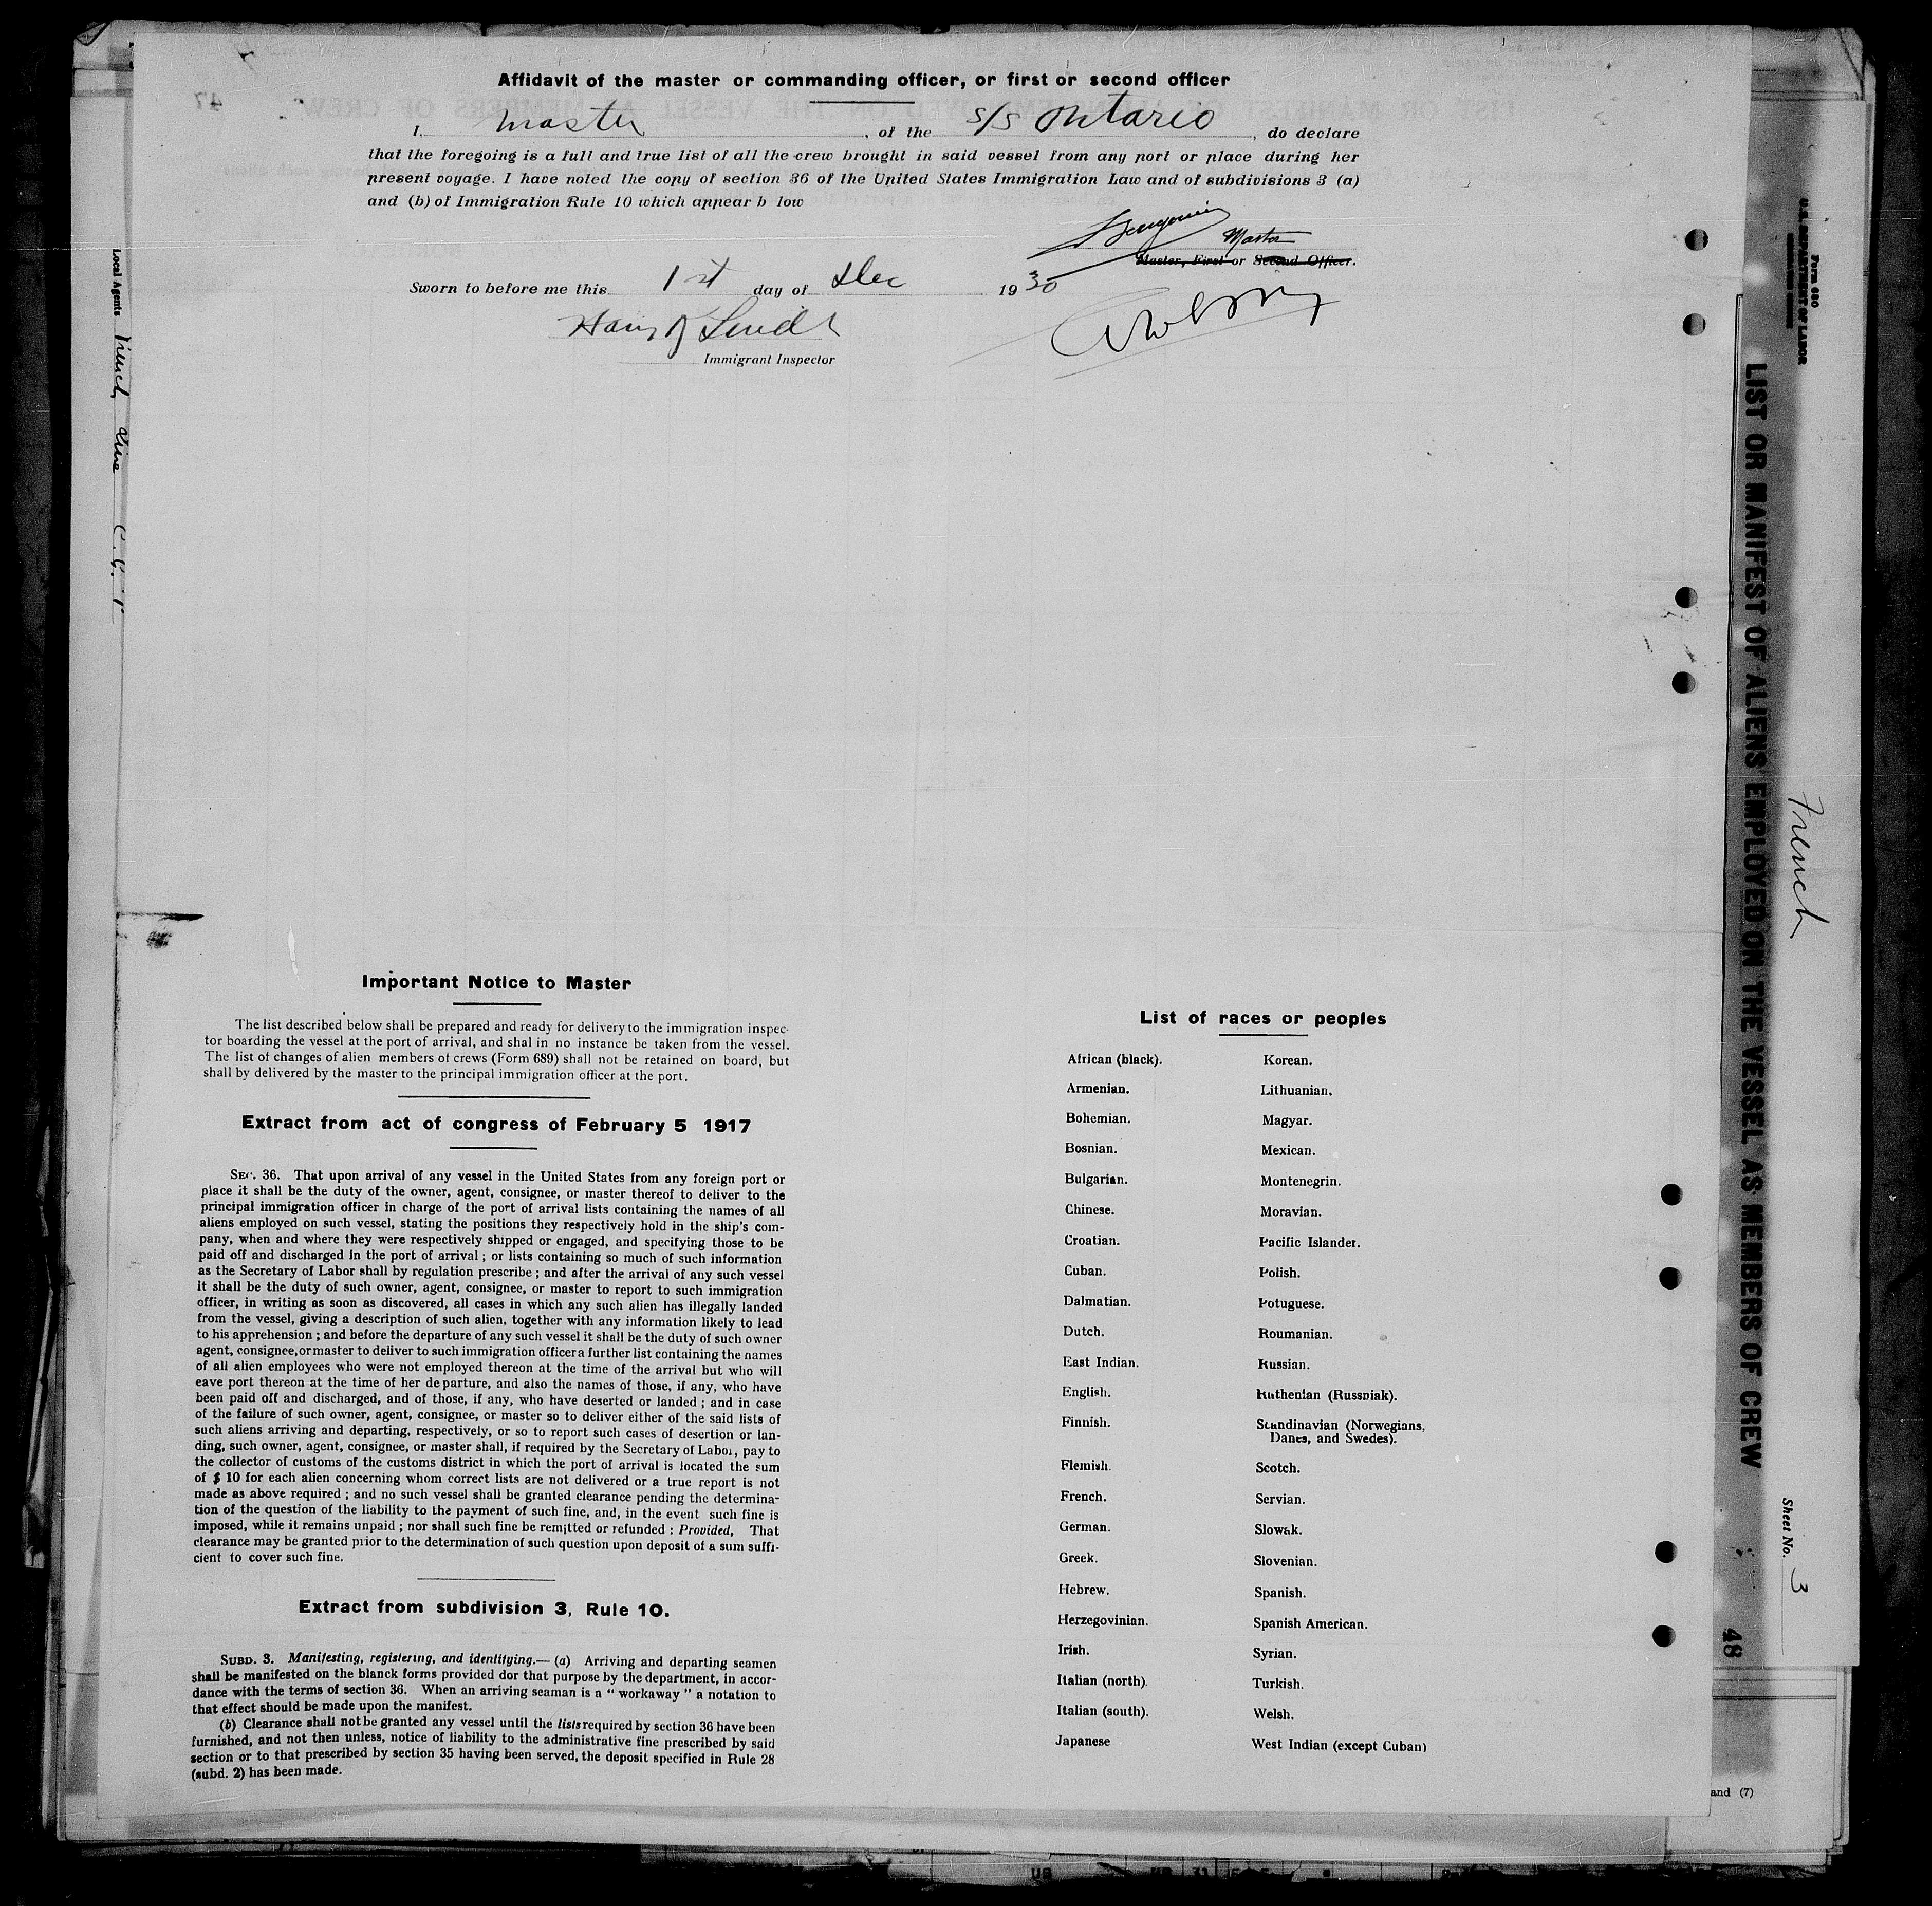 Affidavit of the master or commanding officer, or first or second officer
I, master, of the S/S Ontario, do declare
that the foregoing is a full and true list of all the crew brought in said vessel from any port or place during her
present voyage. I have noted the copy of section 36 of the United States Immigration Law and of subdivisions 3 (a)
and (b) of Immigration Rule 10 which appear b low
Master
Master, First or Second Officer.
Sworn to before me this 1st day of Dec 1930
Immigrant Inspector
Important Notice to Master
The list described below shall be prepared and ready for delivery to the immigration inspec-
tor boarding the vessel at the port of arrival, and shal in no instance be taken from the vessel.
The list of changes of alien members of crews (Form 689) shall not be retained on board, but
shall by delivered by the master to the principal immigration officer at the port.
Extract from act of congress of February 5 1917
SEC. 36. That upon arrival of any vessel in the United States from any foreign port or
place it shall be the duty of the owner, agent, consignee, or master thereof to deliver to the
principal immigration officer in charge of the port of arrival lists containing the names of all
aliens employed on such vessel, stating the positions they respectively hold in the ship's com-
pany, when and where they were respectively shipped or engaged, and specifying those to be
paid off and discharged in the port of arrival ; or lists containing so much of such information
as the Secretary of Labor shall by regulation prescribe ; and after the arrival of any such vessel
it shall be the duty of such owner, agent, consignee, or master to report to such immigration
officer, in writing as soon as discovered, all cases in which any such alien has illegally landed
from the vessel, giving a description of such alien, together with any information likely to lead
to his apprehension ; and before the departure of any such vessel it shall be the duty of such owner
agent, consignee, or master to deliver to such immigration officer a further list containing the names
of all alien employees who were not employed thereon at the time of the arrival but who will
eave port thereon at the time of her departure, and also the names of those, if any, who have
been paid off and discharged, and of those, if any, who have deserted or landed ; and in case
of the failure of such owner, agent, consignee, or master so to deliver either of the said lists of
such aliens arriving and departing, respectively, or so to report such cases of desertion or lan-
ding, such owner, agent, consignee, or master shall, if required by the Secretary of Labor, pay to
the collector of customs of the customs district in which the port of arrival is located the sum
of $ 10 for each alien concerning whom correct lists are not delivered or a true report is not
made as above required ; and no such vessel shall be granted clearance pending the determina-
tion of the question of the liability to the payment of such fine, and, in the event such fine is
imposed, while it remains unpaid ; nor shall such fine be remitted or refunded : Provided, That
clearance may be granted prior to the determination of such question upon deposit of a sum suffi-
cient to cover such fine.
Extract from subdivision 3, Rule 10.
SUBD. 3. Manifesting, registering, and identifying.— (a) Arriving and departing seamen
shall be manifested on the blanck forms provided dor that purpose by the department, in accor-
dance with the terms of section 36. When an arriving seaman is a “ workaway ” a notation to
that effect should be made upon the manifest.
(b) Clearance shall not be granted any vessel until the lists required by section 36 have been
furnished, and not then unless, notice of liability to the administrative fine prescribed by said
section or to that prescribed by section 35 having been served, the deposit specified in Rule 28
(subd. 2) has been made.
List of races or peoples
African (black).
Armenian.
Bohemian.
Bosnian.
Bulgarian.
Chinese.
Croatian.
Cuban.
Dalmatian.
Dutch.
East Indian.
English.
Finnish.
Flemish.
French.
German.
Greek.
Hebrew.
Herzegovinian.
Irish.
Italian (north).
Italian (south).
Japanese
Korean.
Lithuanian.
Magyar.
Mexican.
Montenegrin.
Moravian.
Pacific Islander.
Polish.
Potuguese.
Roumanian.
Russian.
Ruthenian (Russniak).
Scandinavian (Norwegians,
Danes, and Swedes).
Scotch.
Servian.
Slowak.
Slovenian.
Spanish.
Spanish American.
Syrian.
Turkish.
Welsh.
West Indian (except Cuban)
Local Agents French Line C. G. T
Form 680
U.S. DEPARTMENT OF LABOR
LIST OR MANIFEST OF ALIENS EMPLOYED ON THE VESSEL AS MEMBERS OF CREW
French
Sheet No. 3
48
47
and (7)